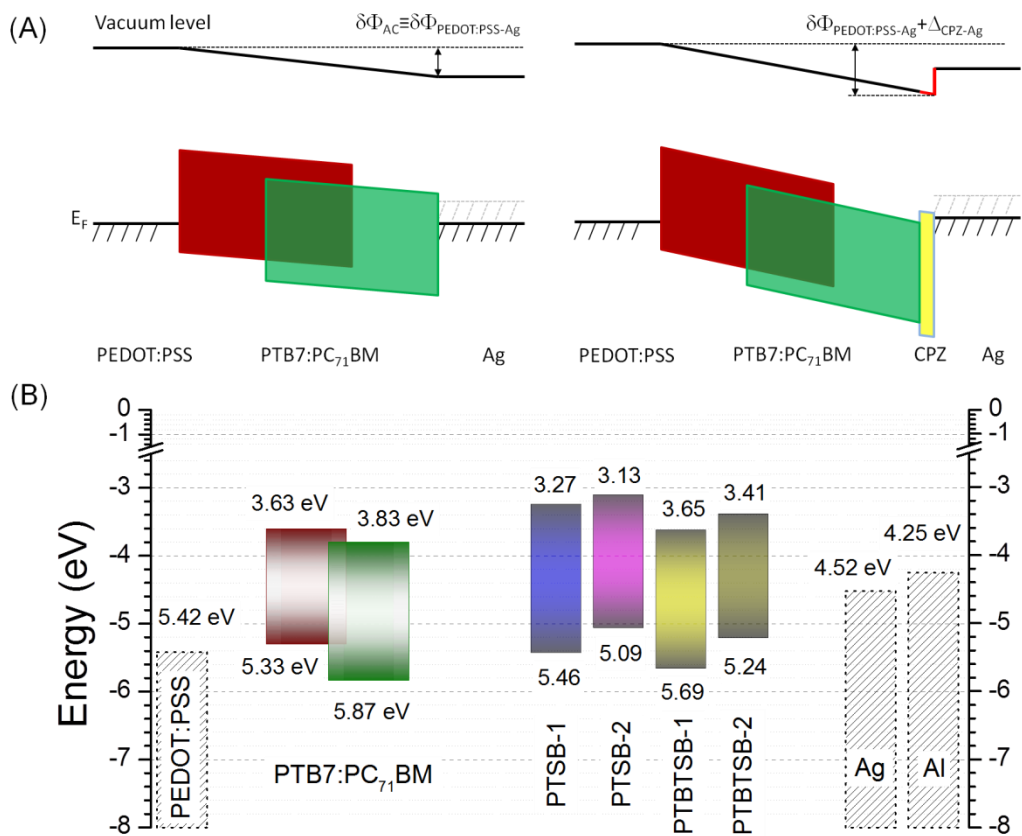 (A)
Vacuum level
δΦAC≡δΦPEDOT:PSS-Ag
δΦPEDOT:PSS-Ag+ΔCPZ-Ag
EF
PEDOT:PSS PTB7:PC71BM Ag
PEDOT:PSS PTB7:PC71BM CPZ Ag
(B)
Energy (eV)
0
-1
-3
-4
-5
-6
-7
-8
5.42 eV
PEDOT:PSS
3.63 eV
3.83 eV
5.33 eV
5.87 eV
PTB7:PC71BM
3.27
3.13
3.65
3.41
5.46
5.09
5.69
5.24
PTSB-1
PTSB-2
PTBTSB-1
PTBTSB-2
4.52 eV
4.25 eV
Ag
Al
0
-1
-3
-4
-5
-6
-7
-8